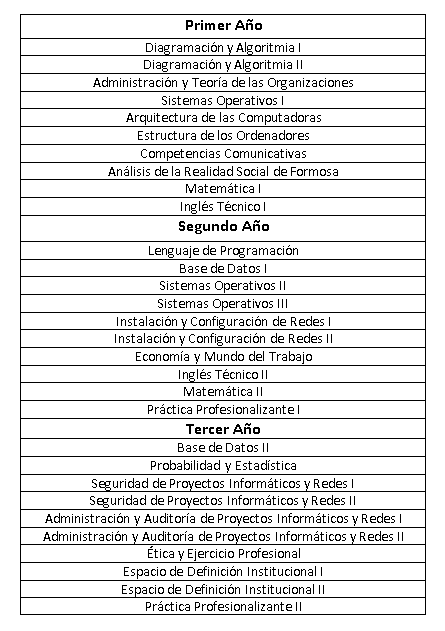 Primer Año
Diagramación y Algoritmia I
Diagramación y Algoritmia II
Administración y Teoría de las Organizaciones
Sistemas Operativos I
Arquitectura de las Computadoras
Estructura de los Ordenadores
Competencias Comunicativas
Análisis de la Realidad Social de Formosa
Matemática I
Inglés Técnico I
Segundo Año
Lenguaje de Programación
Base de Datos I
Sistemas Operativos II
Sistemas Operativos III
Instalación y Configuración de Redes I
Instalación y Configuración de Redes II
Economía y Mundo del Trabajo
Inglés Técnico II
Matemática II
Práctica Profesionalizante I
Tercer Año
Base de Datos II
Probabilidad y Estadística
Seguridad de Proyectos Informáticos y Redes I
Seguridad de Proyectos Informáticos y Redes II
Administración y Auditoría de Proyectos Informáticos y Redes I
Administración y Auditoría de Proyectos Informáticos y Redes II
Ética y Ejercicio Profesional
Espacio de Definición Institucional I
Espacio de Definición Institucional II
Práctica Profesionalizante II